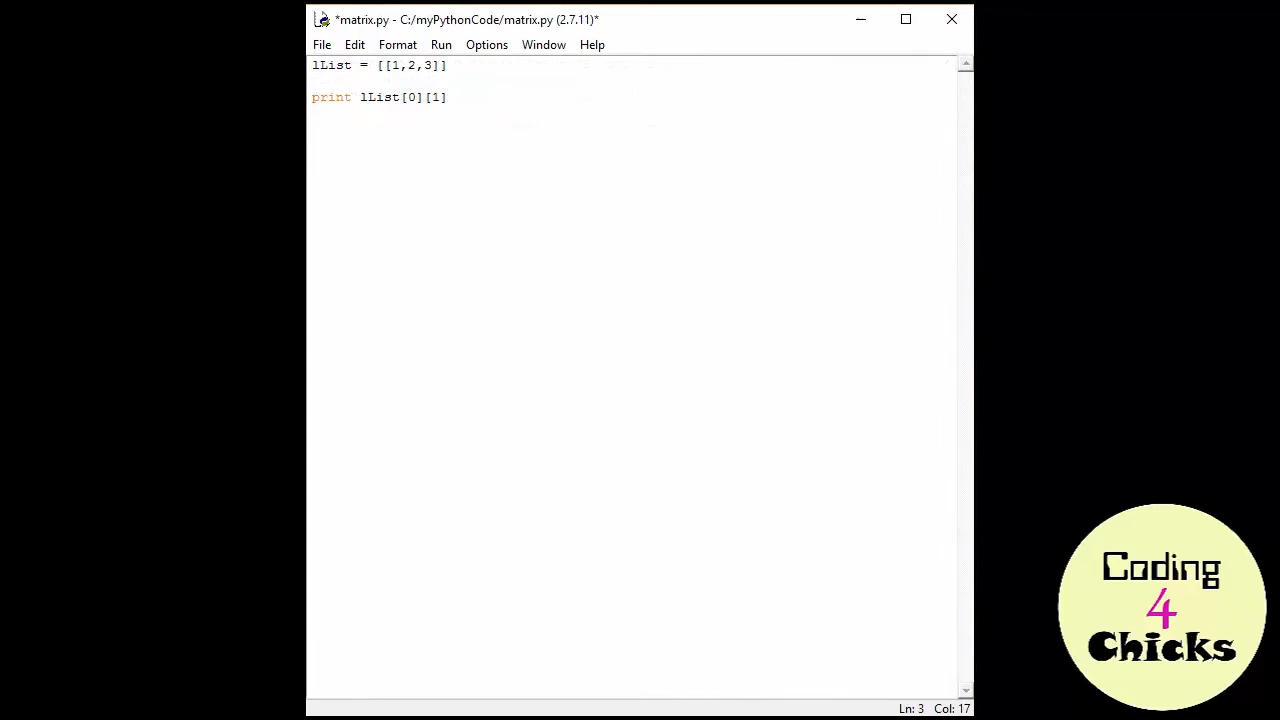 *matrix.py - C:/myPythonCode/matrix.py (2.7.11)*
File Edit Format Run Options Window Help
lList = [[1,2,3]]
print lList[0][1]
Ln: 3 Col: 17
Coding
4
Chicks